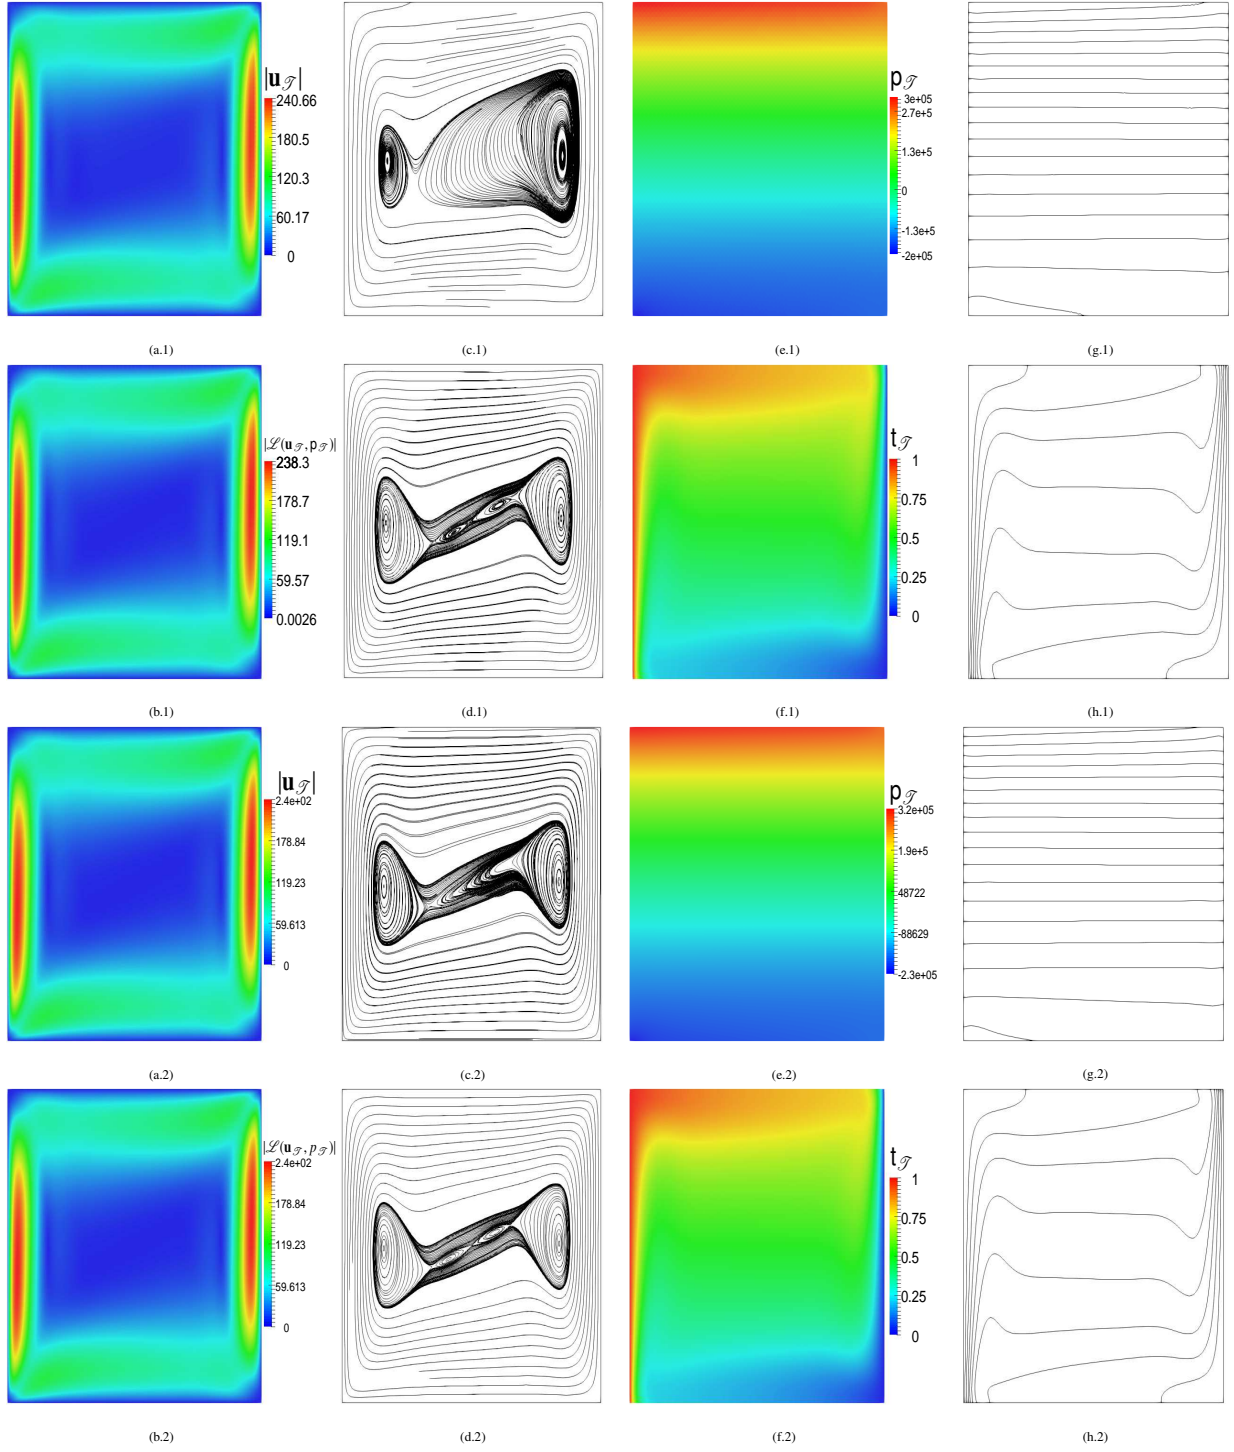 |u𝒯|
240.66
180.5
120.3
60.17
0
p𝒯
3e+05
2.7e+5
1.3e+5
0
-1.3e+5
-2e+05
(a.1) (c.1) (e.1) (g.1)
|ℒ(u𝒯, p𝒯)|
238.3
178.7
119.1
59.57
0.0026
t𝒯
1
0.75
0.5
0.25
0
(b.1) (d.1) (f.1) (h.1)
|u𝒯|
2.4e+02
178.84
119.23
59.613
0
p𝒯
3.2e+05
1.9e+5
48722
-88629
-2.3e+05
(a.2) (c.2) (e.2) (g.2)
|ℒ(u𝒯, p𝒯)|
2.4e+02
178.84
119.23
59.613
0
t𝒯
1
0.75
0.5
0.25
0
(b.2) (d.2) (f.2) (h.2)